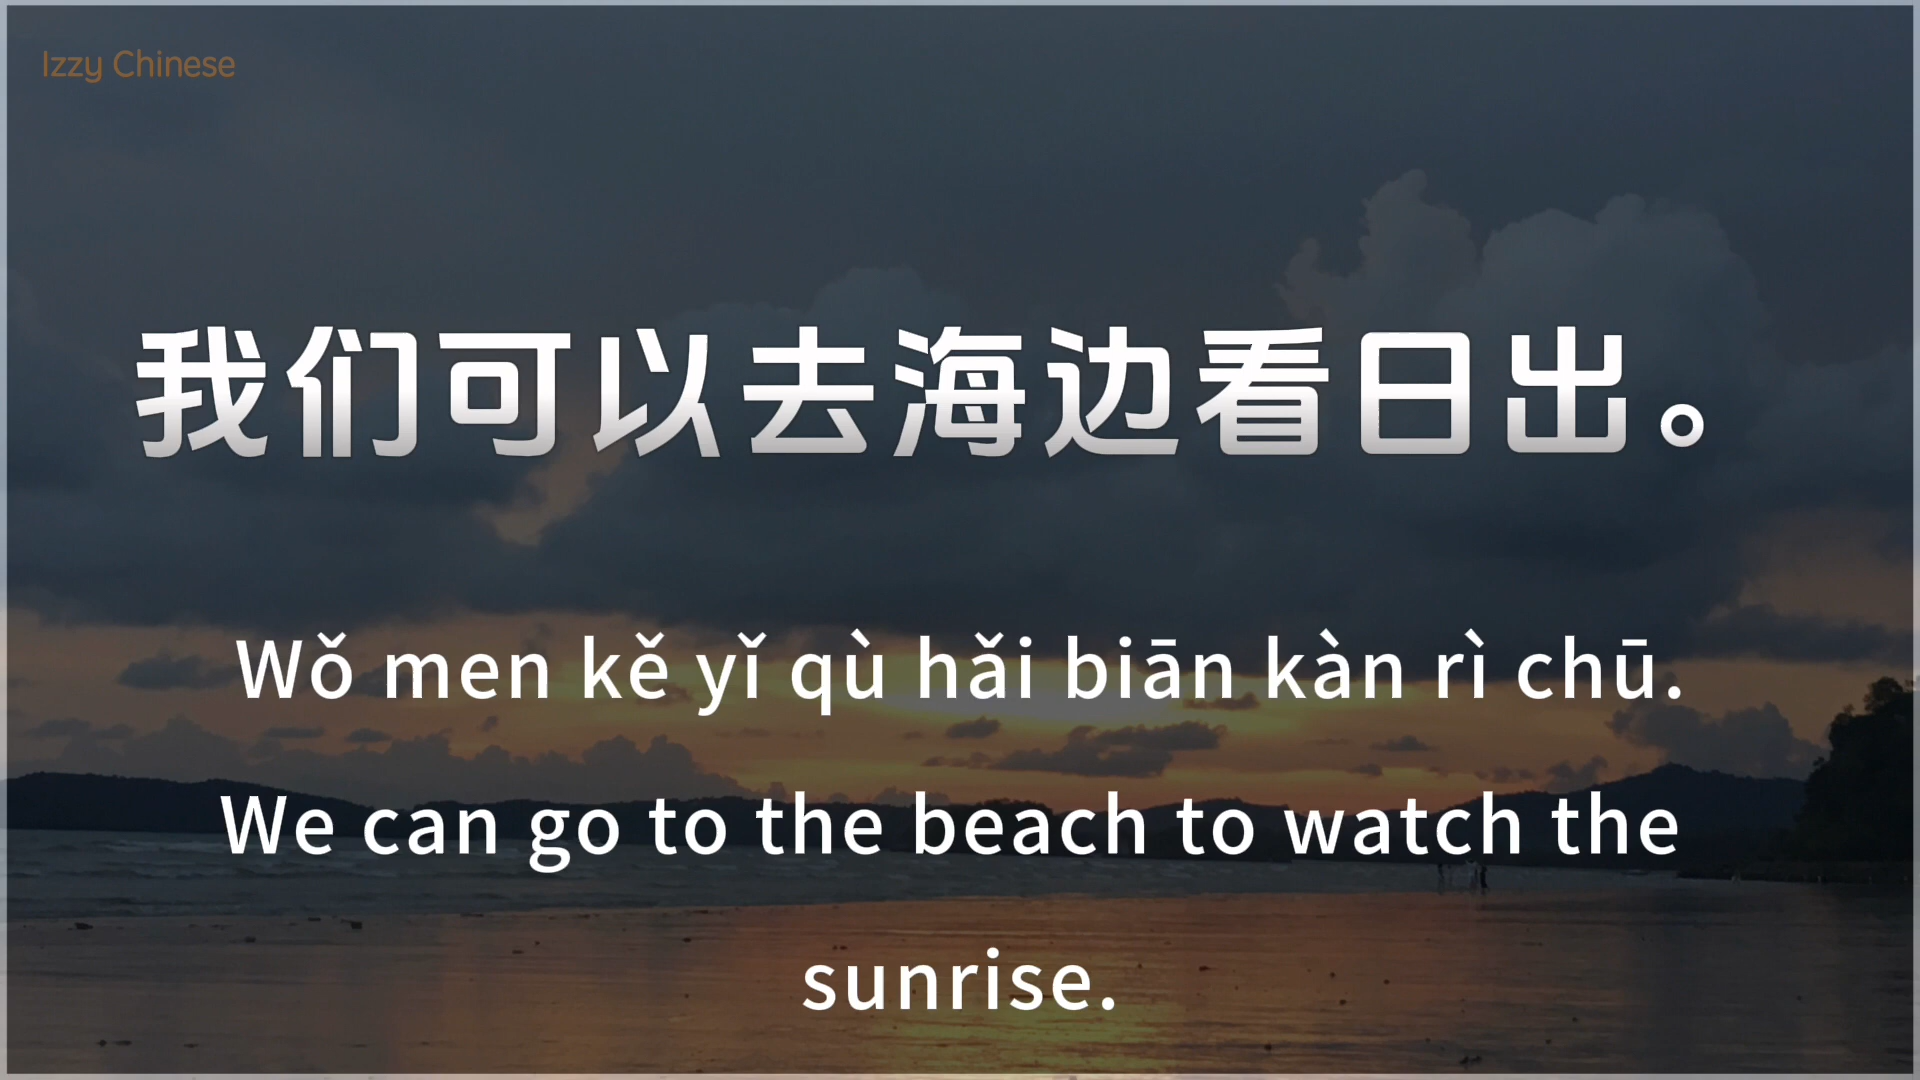 Izzy Chinese
我们可以去海边看日出。
Wǒ men kě yǐ qù hǎi biān kàn rì chū.
We can go to the beach to watch the
sunrise.